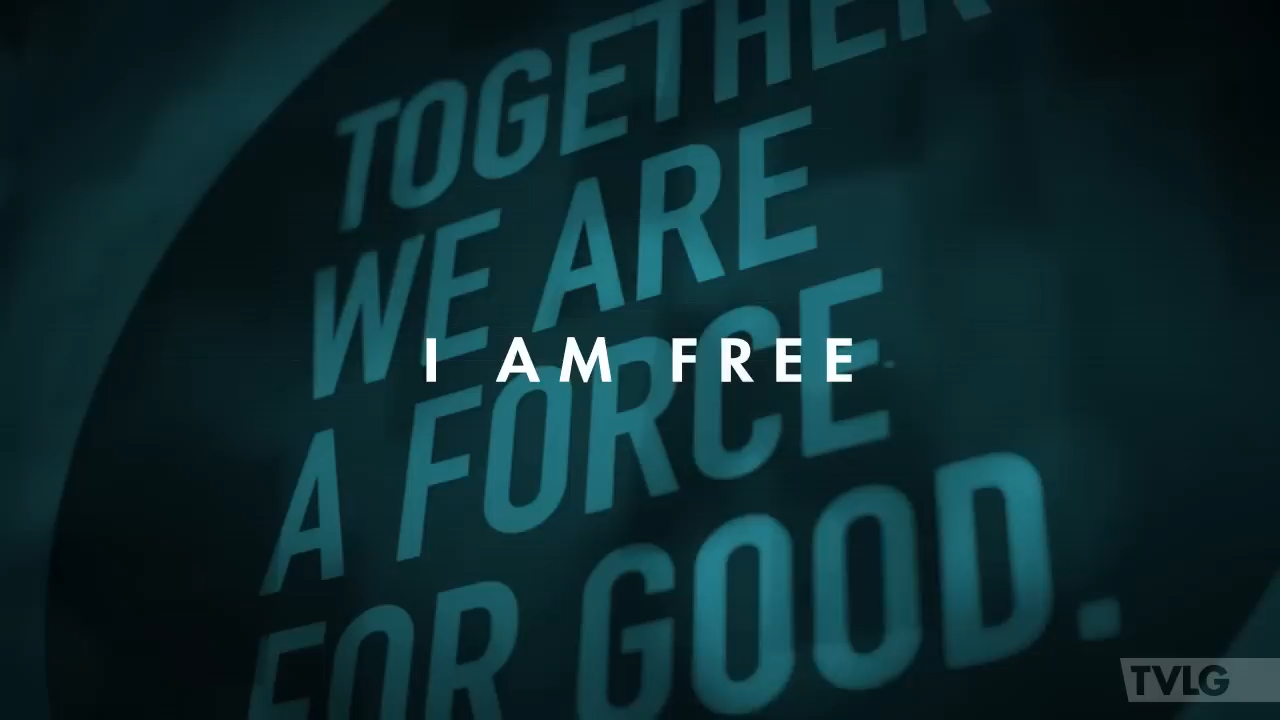 TOGETHER
WE ARE
A FORCE
FOR GOOD.
I AM FREE
TVLG